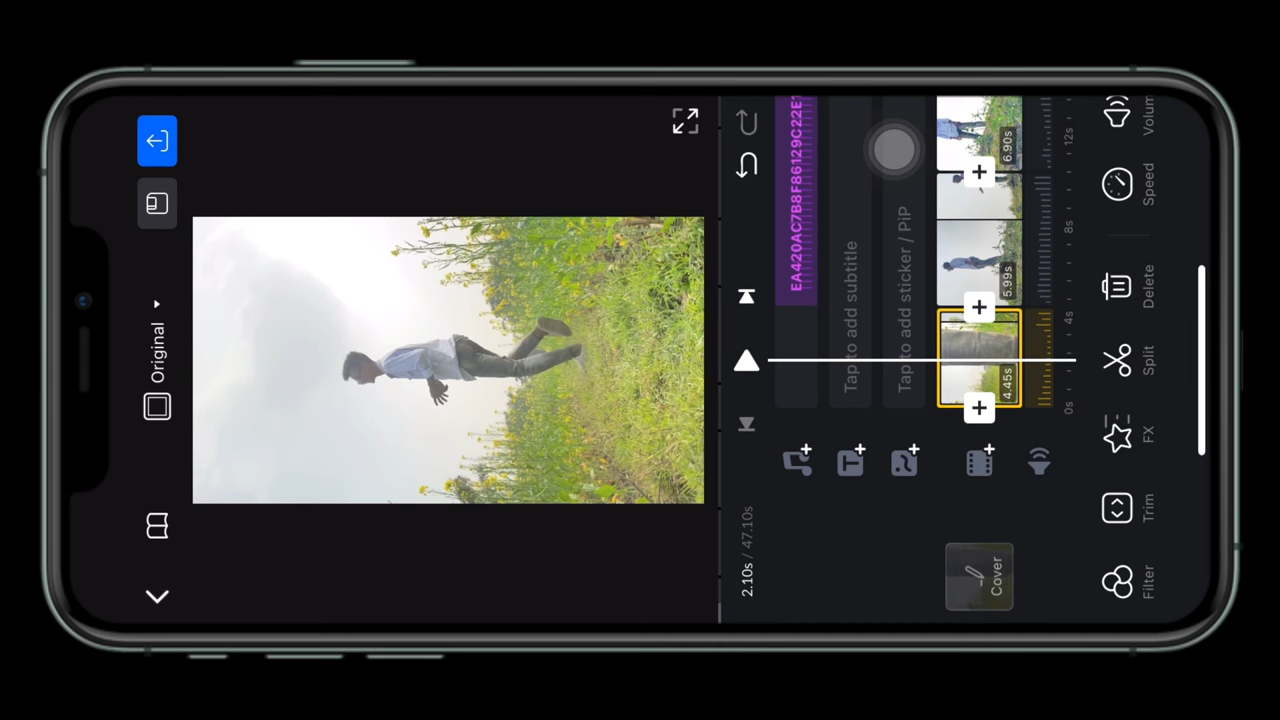 Original
2.10s / 47.10s
EA420AC7B8F86129C22E
Tap to add subtitle
Tap to add sticker / PiP
Cover 4.45s 5.99s 6.90s
0s 4s 8s 12s
Filter Trim FX Split Delete Speed Volum